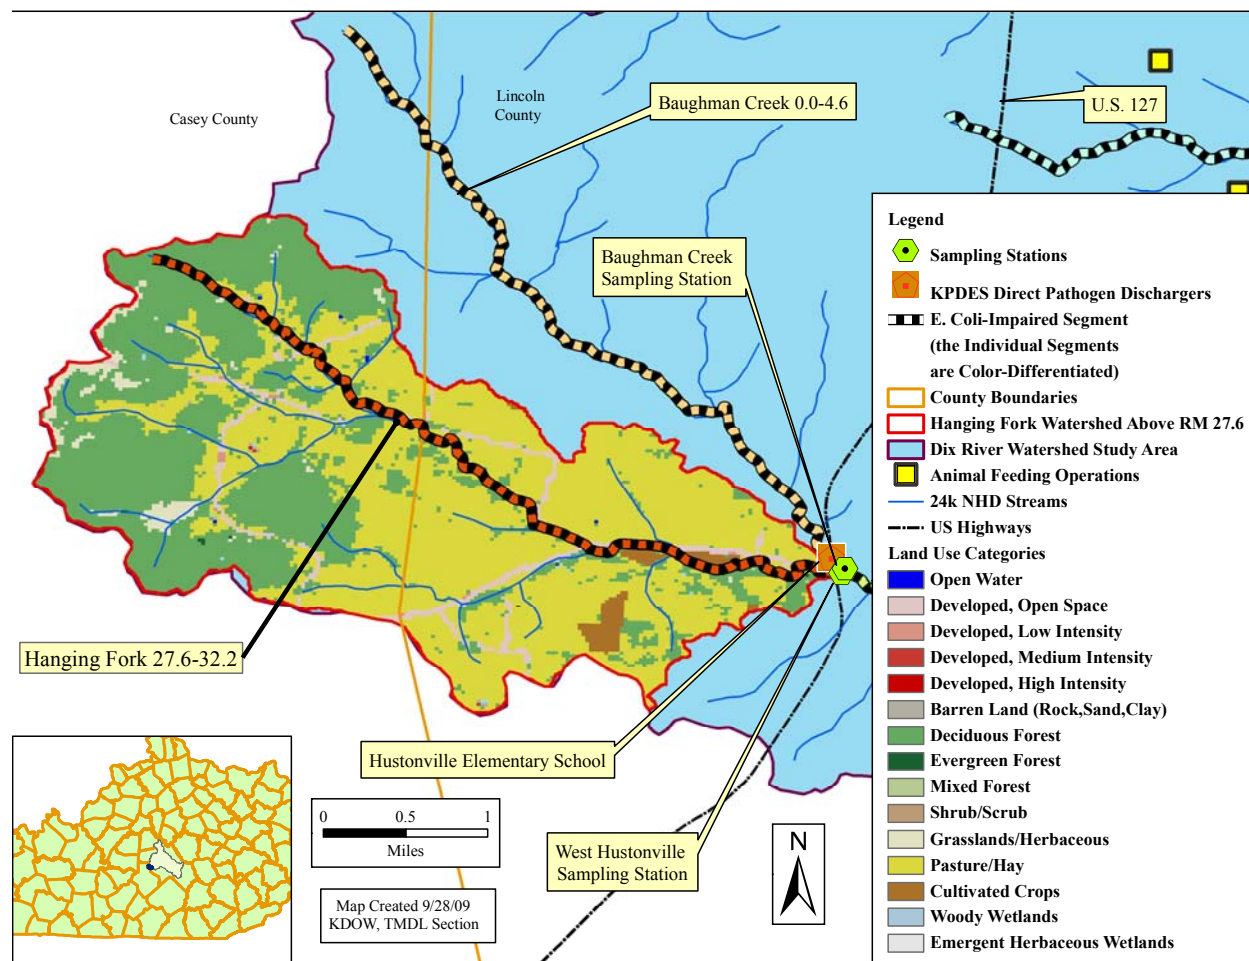 Casey County
Lincoln
County
Baughman Creek 0.0-4.6
U.S. 127
Baughman Creek
Sampling Station
Hanging Fork 27.6-32.2
Hustonville Elementary School
West Hustonville
Sampling Station
0 0.5 1
Miles
Map Created 9/28/09
KDOW, TMDL Section
N
Legend
Sampling Stations
KPDES Direct Pathogen Dischargers
E. Coli-Impaired Segment
(the Individual Segments
are Color-Differentiated)
County Boundaries
Hanging Fork Watershed Above RM 27.6
Dix River Watershed Study Area
Animal Feeding Operations
24k NHD Streams
US Highways
Land Use Categories
Open Water
Developed, Open Space
Developed, Low Intensity
Developed, Medium Intensity
Developed, High Intensity
Barren Land (Rock,Sand,Clay)
Deciduous Forest
Evergreen Forest
Mixed Forest
Shrub/Scrub
Grasslands/Herbaceous
Pasture/Hay
Cultivated Crops
Woody Wetlands
Emergent Herbaceous Wetlands